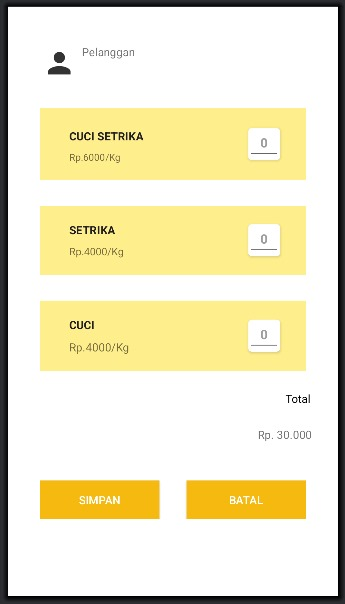 Pelanggan
CUCI SETRIKA
0
Rp.6000/Kg
SETRIKA
0
Rp.4000/Kg
CUCI
0
Rp.4000/Kg
Total
Rp. 30.000
SIMPAN BATAL